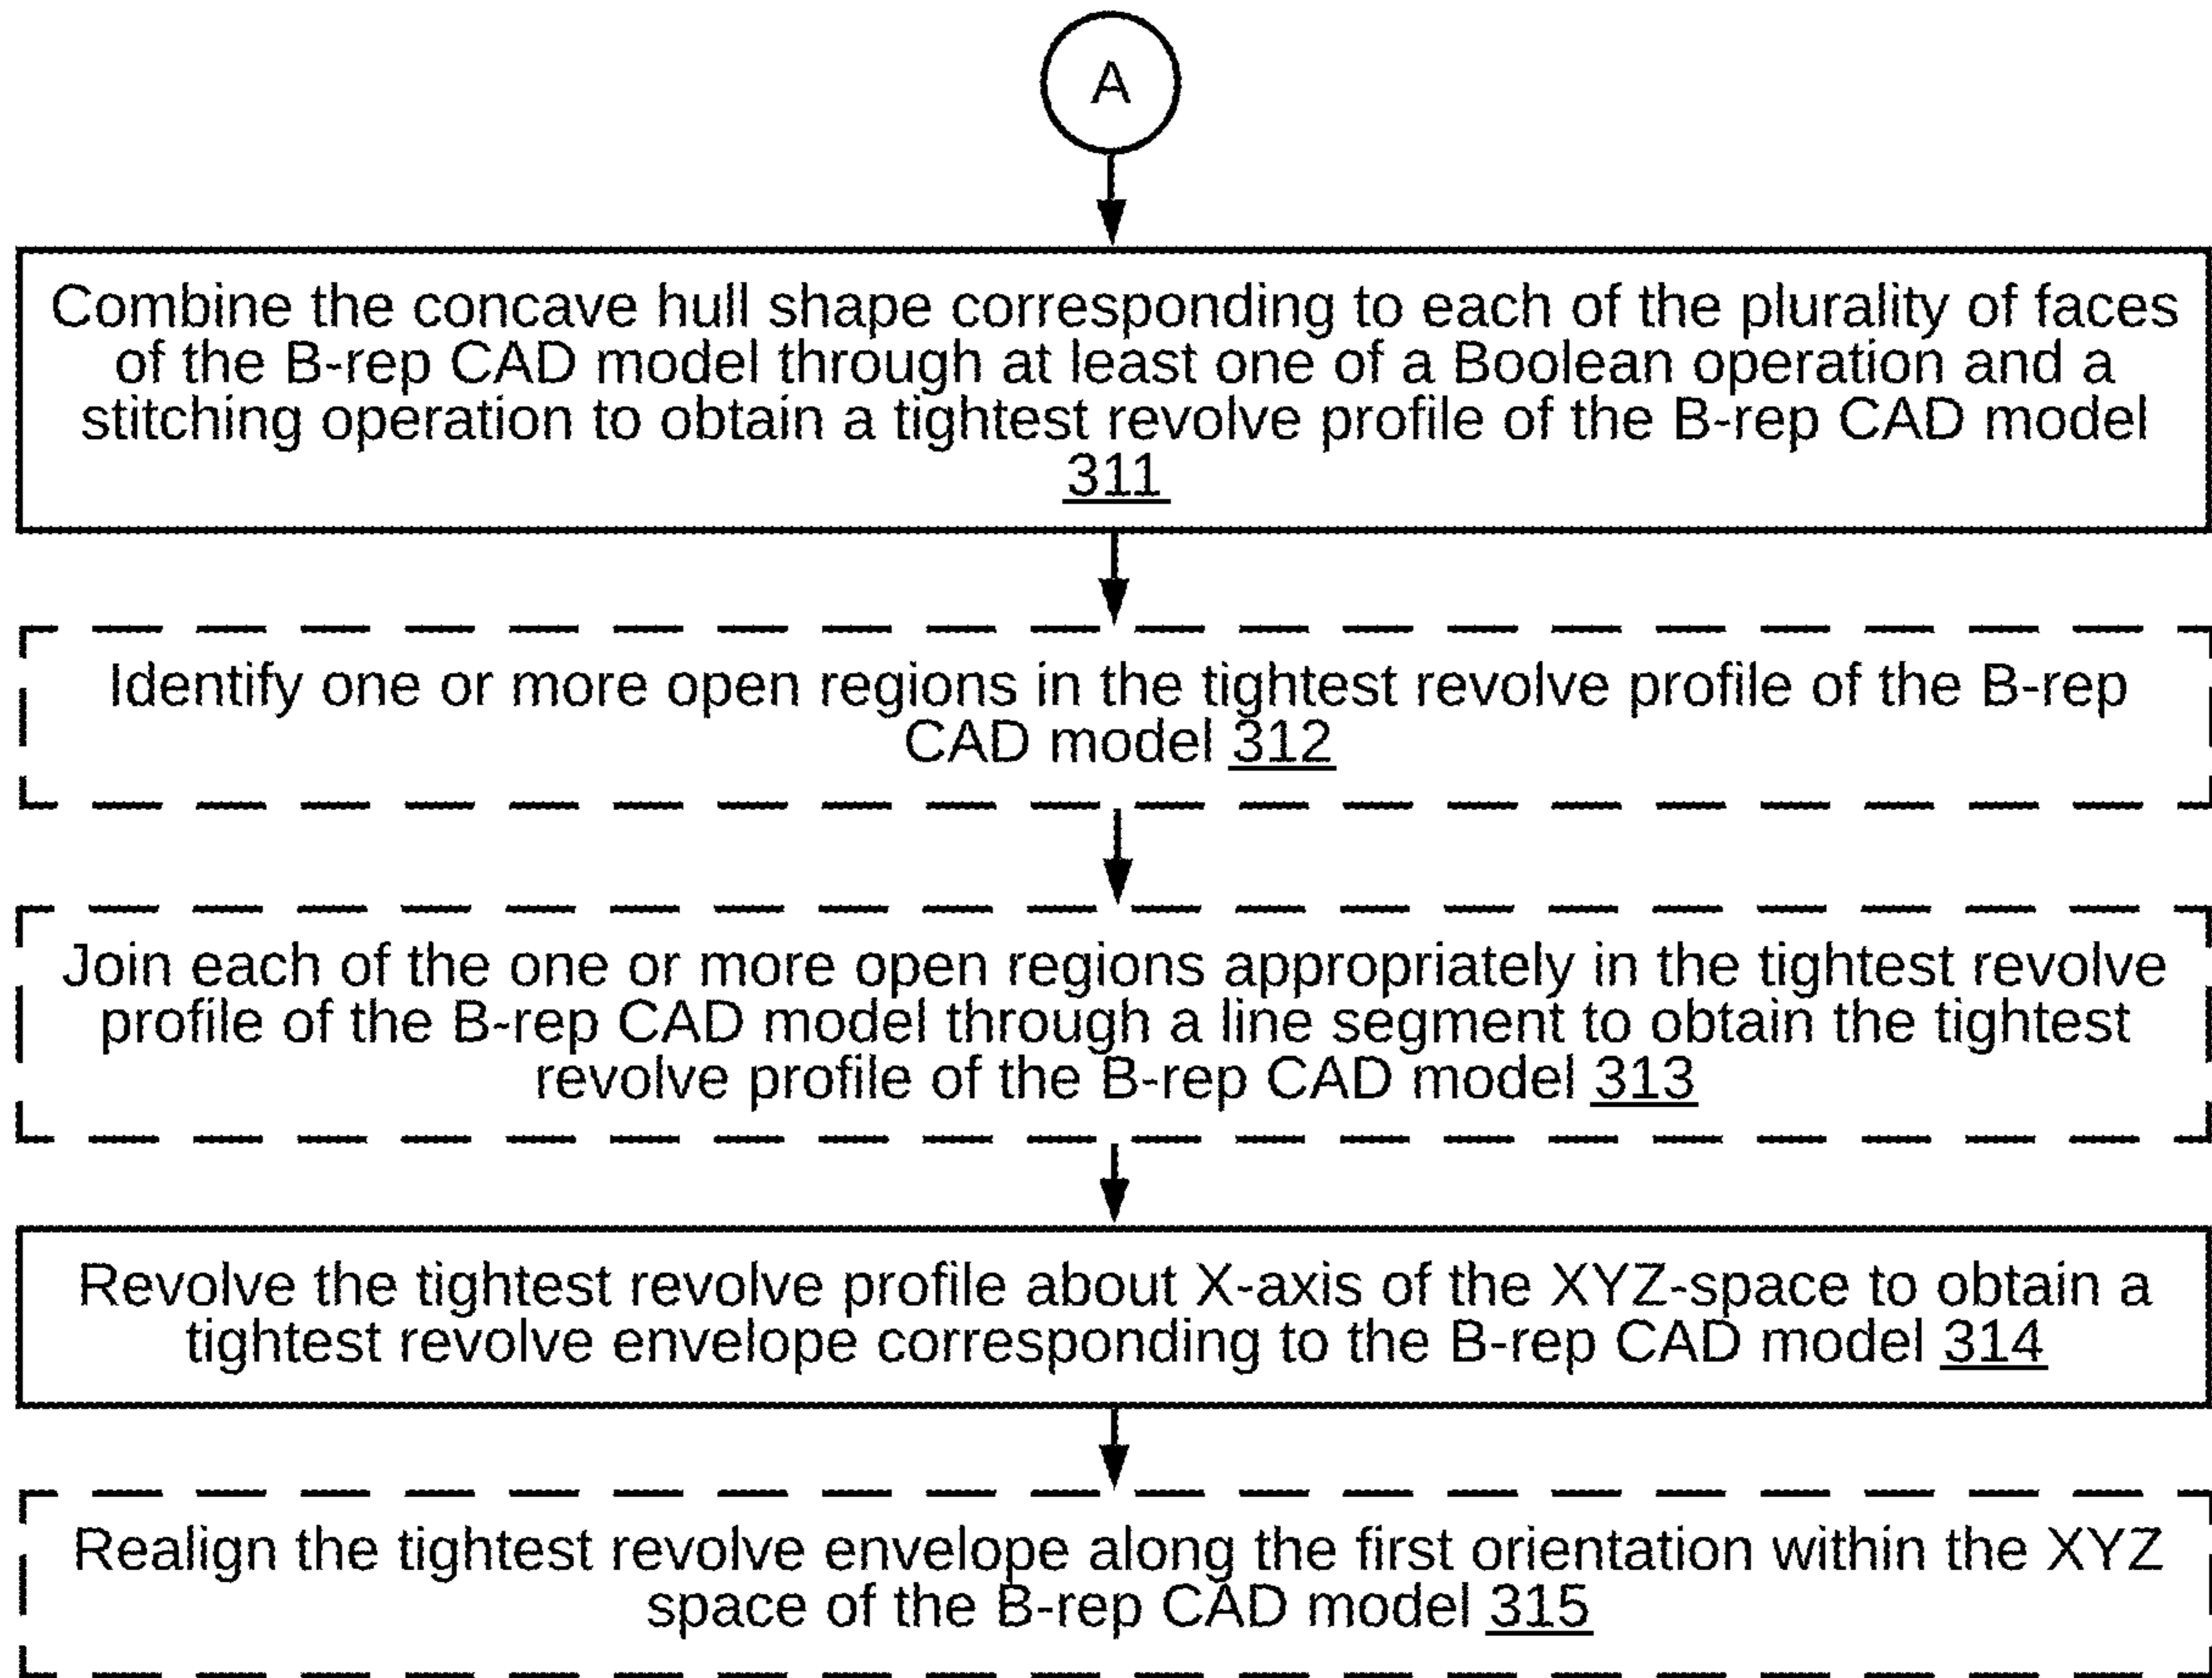 A
Combine the concave hull shape corresponding to each of the plurality of faces
of the B-rep CAD model through at least one of a Boolean operation and a
stitching operation to obtain a tightest revolve profile of the B-rep CAD model
311
Identify one or more open regions in the tightest revolve profile of the B-rep
CAD model 312
Join each of the one or more open regions appropriately in the tightest revolve
profile of the B-rep CAD model through a line segment to obtain the tightest
revolve profile of the B-rep CAD model 313
Revolve the tightest revolve profile about X-axis of the XYZ-space to obtain a
tightest revolve envelope corresponding to the B-rep CAD model 314
Realign the tightest revolve envelope along the first orientation within the XYZ
space of the B-rep CAD model 315